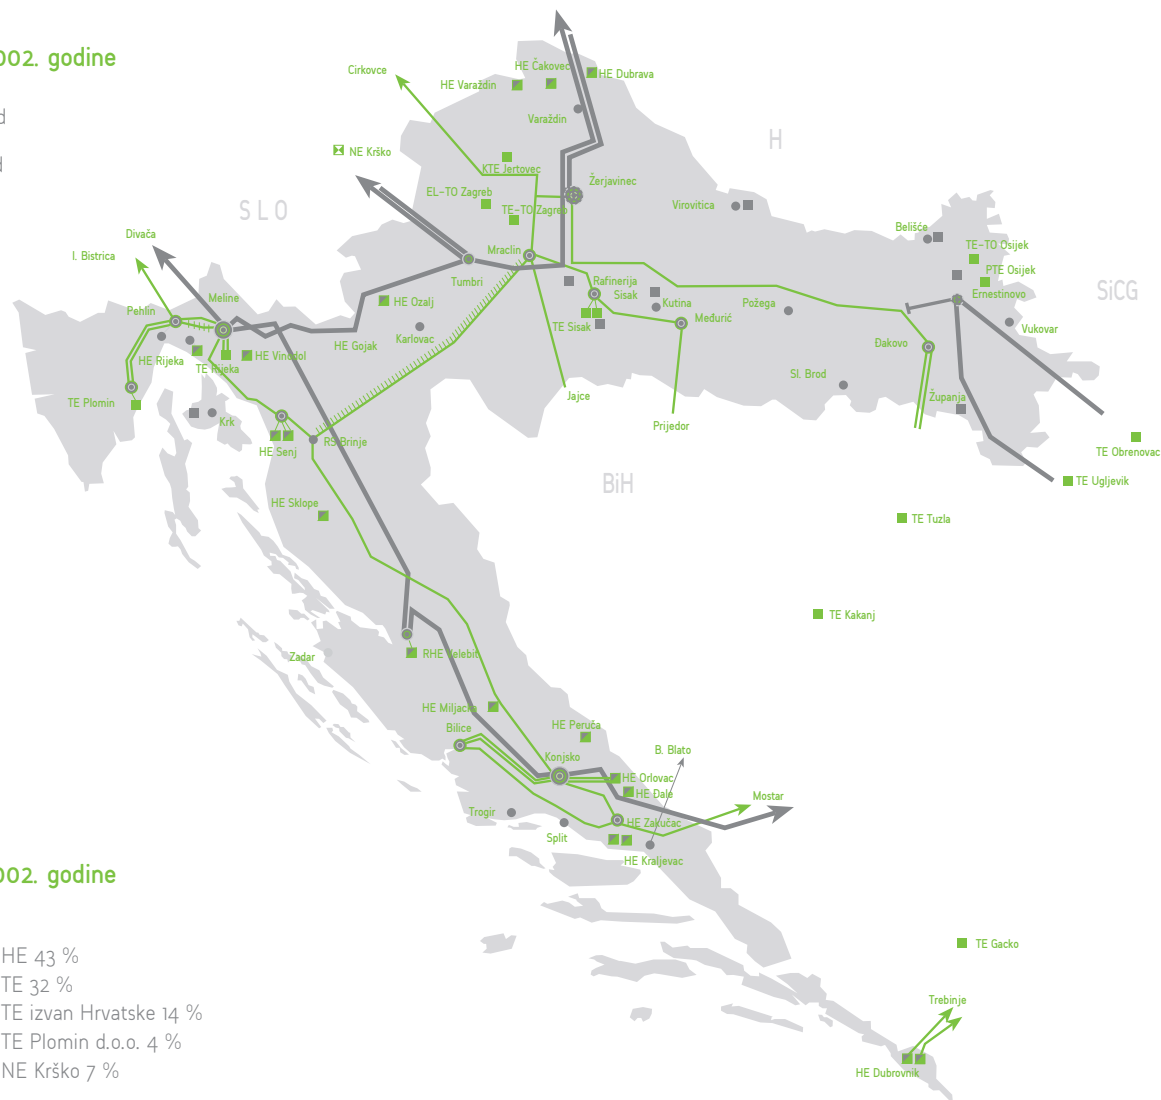 002. godine
d
d
Cirkovce
HE Čakovec
HE Dubrava
HE Varaždin
Varaždin
H
NE Krško
KTE Jertovec
Žerjavinec
EL-TO Zagreb
TE-TO Zagreb
Virovitica
SLO
Belišće
TE-TO Osijek
Divača
Mraclin
I. Bistrica
PTE Osijek
Tumbri
Rafinerija
Sisak
SiCG
Meline
HE Ozalj
Kutina
Požega
Ernestinovo
Pehlin
TE Sisak
Međurić
Vukovar
HE Gojak
Karlovac
Đakovo
HE Rijeka
HE Vinodol
TE Rijeka
Sl. Brod
TE Plomin
Jajce
Županja
Krk
Prijedor
RS Brinje
HE Senj
TE Obrenovac
BiH
TE Ugljevik
HE Sklope
TE Tuzla
TE Kakanj
Zadar
RHE Velebit
HE Miljacka
Bilice
HE Peruča
Konjsko
B. Blato
HE Orlovac
HE Đale
Mostar
Trogir
HE Zakučac
Split
HE Kraljevac
002. godine
HE 43 %
TE 32 %
TE izvan Hrvatske 14 %
TE Plomin d.o.o. 4 %
NE Krško 7 %
TE Gacko
Trebinje
HE Dubrovnik